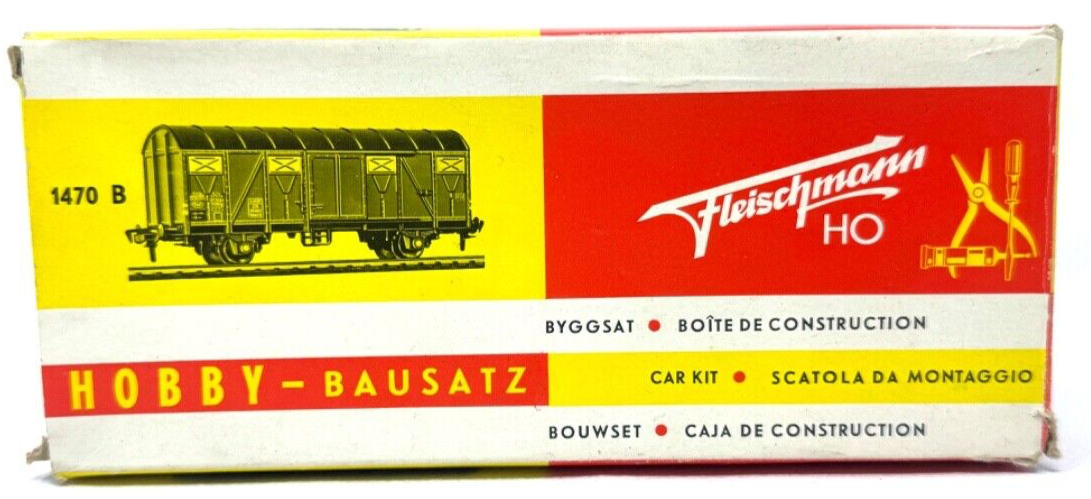 1470 B
Fleischmann
HO
BYGGSAT • BOÎTE DE CONSTRUCTION
HOBBY – BAUSATZ
CAR KIT • SCATOLA DA MONTAGGIO
BOUWSET • CAJA DE CONSTRUCTION